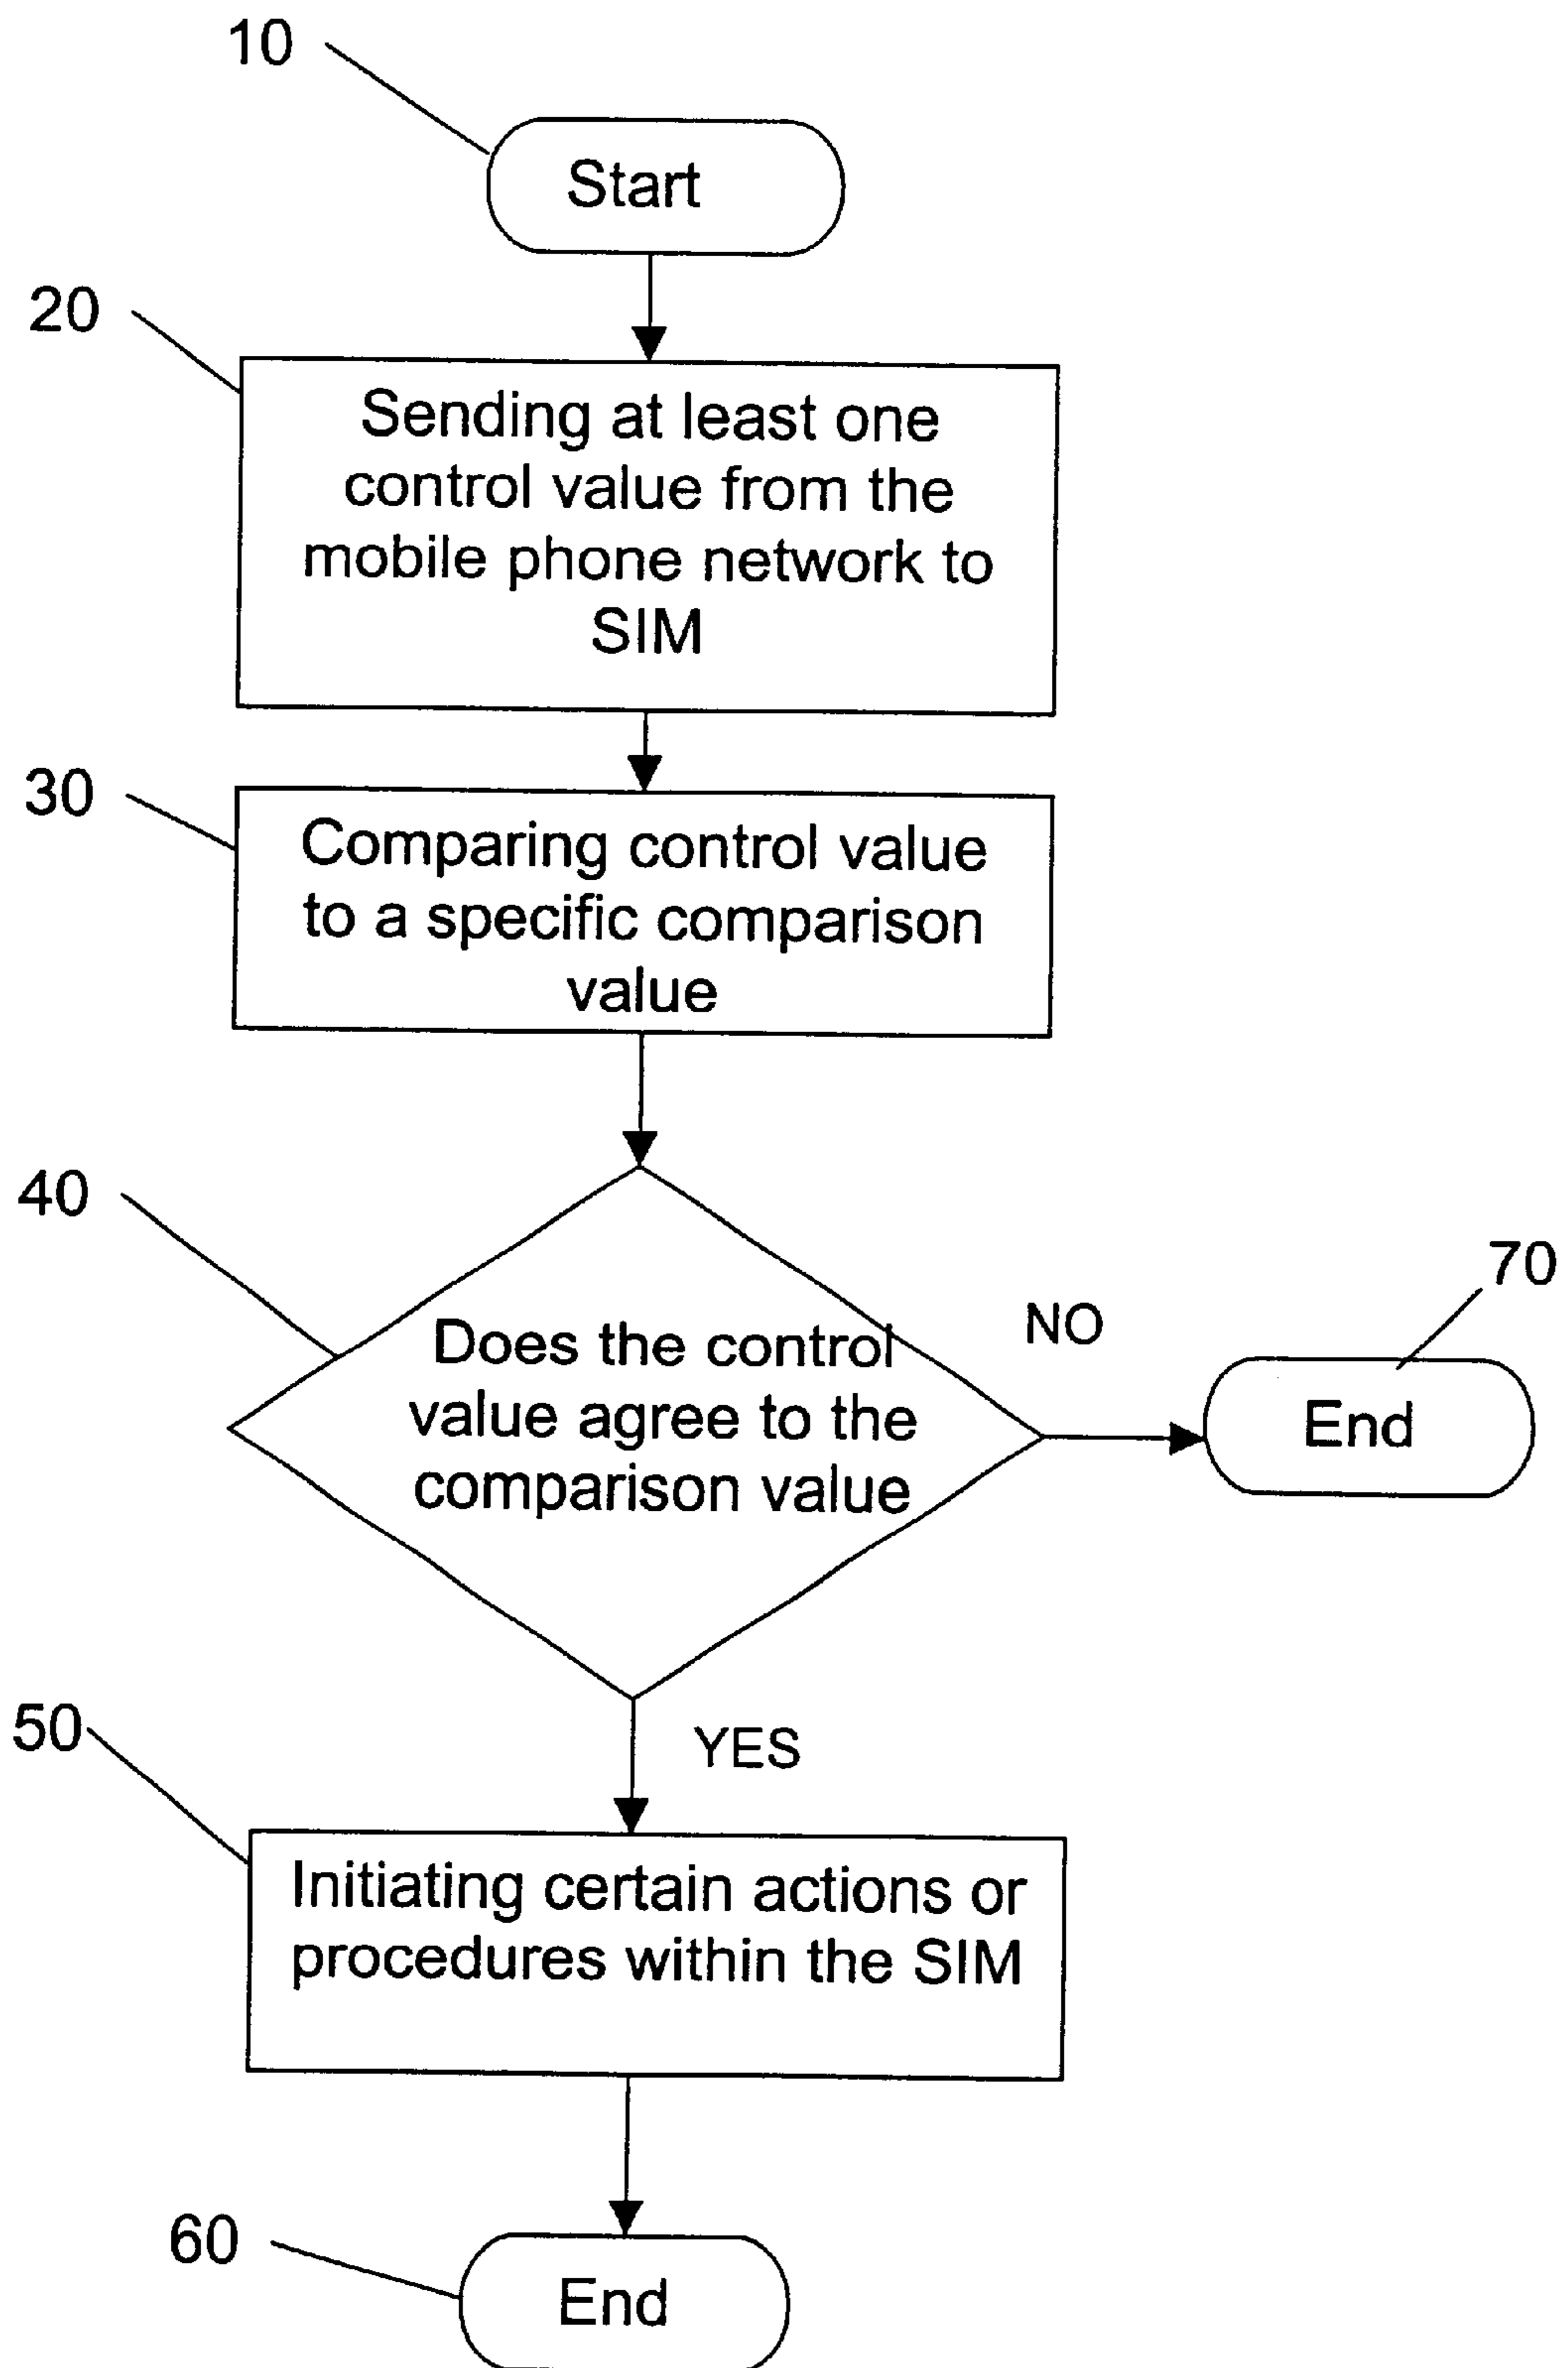 10
Start
20
Sending at least one
control value from the
mobile phone network to
SIM
30
Comparing control value
to a specific comparison
value
40
Does the control
value agree to the
comparison value
NO
70
End
YES
50
Initiating certain actions or
procedures within the SIM
60
End